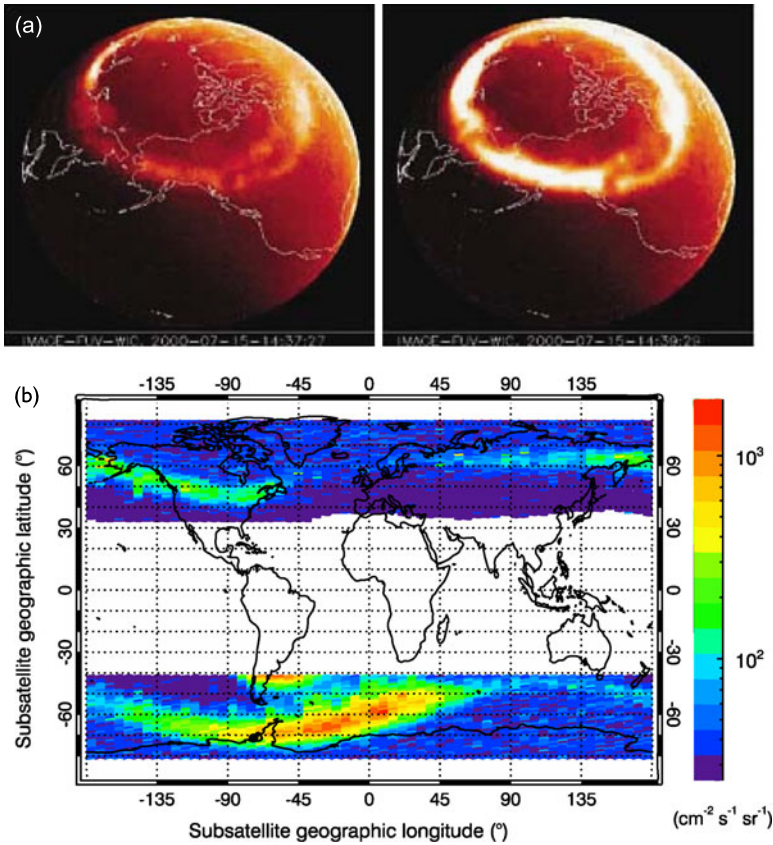 (a)
IMAGE-FUV-WIC, 2000-07-15-14:37:27
IMAGE-FUV-WIC, 2000-07-15-14:39:29
(b)
-135 -90 -45 0 45 90 135
60
30
0
-30
-60
Subsatellite geographic latitude (°)
60
30
0
-30
-60
-135 -90 -45 0 45 90 135
Subsatellite geographic longitude (°)
10³
10²
(cm⁻² s⁻¹ sr⁻¹)